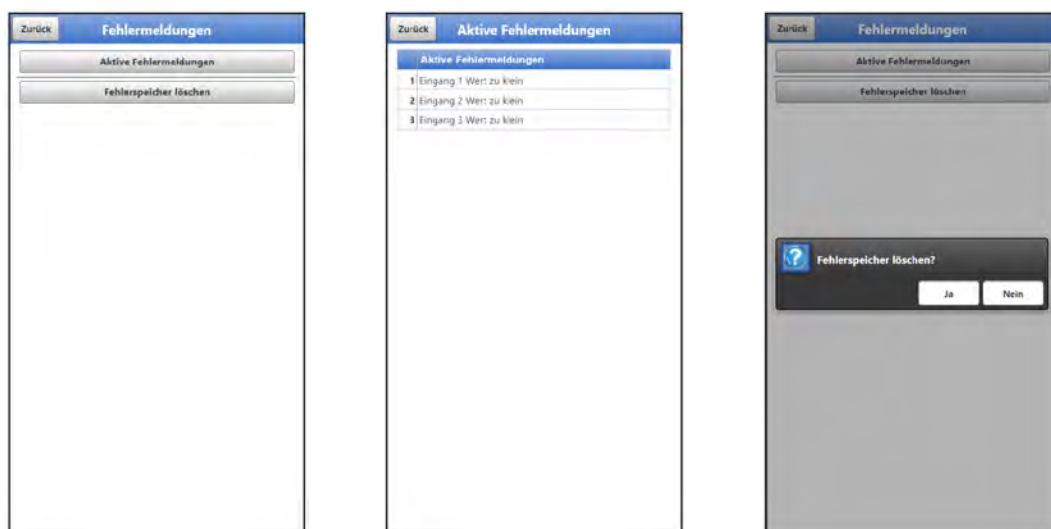 Zurück
Fehlermeldungen
Aktive Fehlermeldungen
Fehlerspeicher löschen
Zurück
Aktive Fehlermeldungen
Aktive Fehlermeldungen
1 Eingang 1 Wert zu klein
2 Eingang 2 Wert zu klein
3 Eingang 3 Wert zu klein
Zurück
Fehlermeldungen
Aktive Fehlermeldungen
Fehlerspeicher löschen
Fehlerspeicher löschen?
Ja
Nein